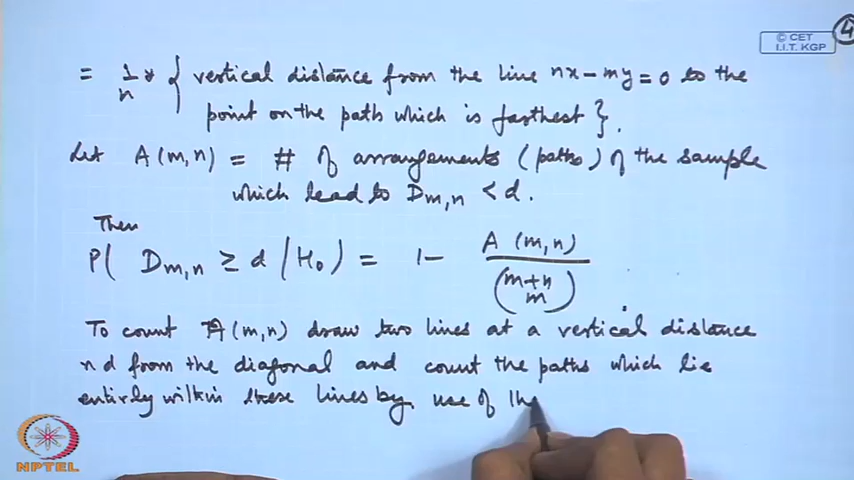 © CET
I.I.T. KGP
4
= 1/n * { vertical distance from the line nx - my = 0 to the
point on the path which is farthest }.
Let A(m,n) = # of arrangements (paths) of the sample
which lead to Dm,n < d.
Then
P( Dm,n ≥ d / H0 ) = 1 - A(m,n) / (m+n m)
To count A(m,n) draw two lines at a vertical distance
nd from the diagonal and count the paths which lie
entirly within these lines by use of the
NPTEL